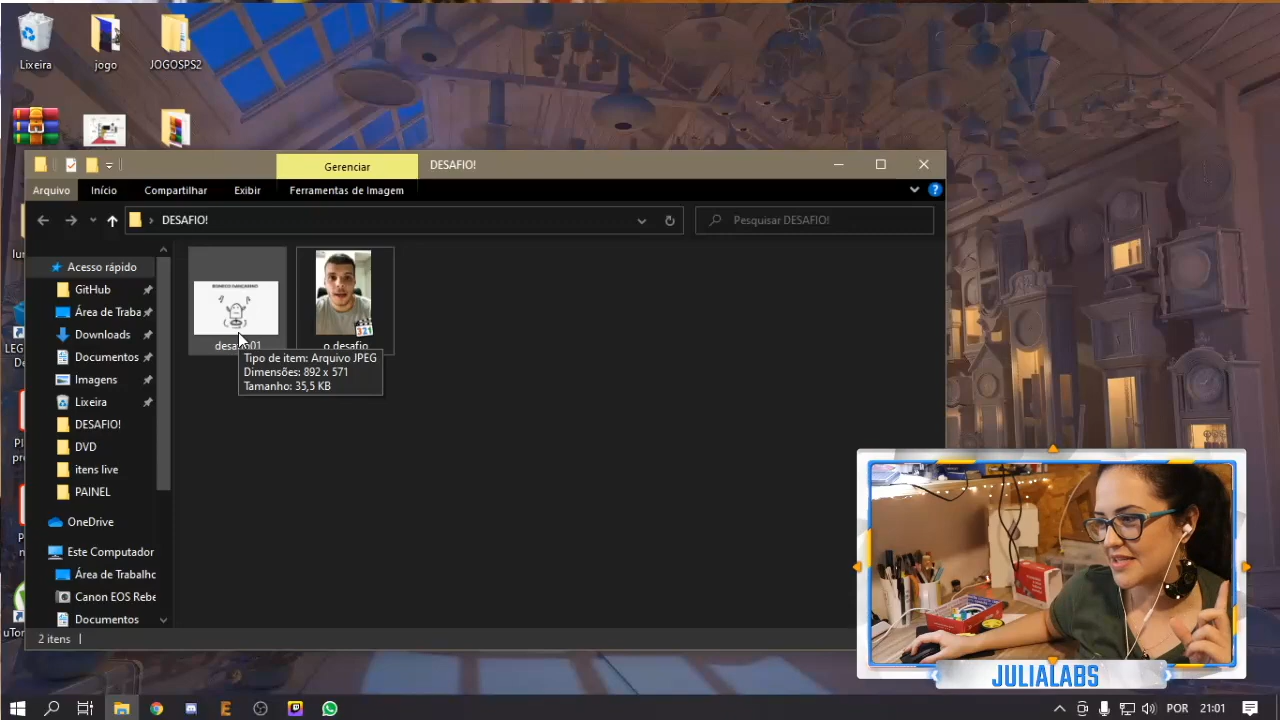 Lixeira
jogo
JOGOSPS2
Gerenciar
DESAFIO!
Arquivo
Início
Compartilhar
Exibir
Ferramentas de Imagem
DESAFIO!
Pesquisar DESAFIO!
Acesso rápido
GitHub
Área de Traba
Downloads
Documentos
Imagens
Lixeira
DESAFIO!
DVD
itens live
PAINEL
OneDrive
Este Computador
Área de Trabalho
Canon EOS Rebe
Documentos
o desafio
Tipo de item: Arquivo JPEG
Dimensões: 892 x 571
Tamanho: 35,5 KB
321
2 itens
JULIALABS
POR
21:01